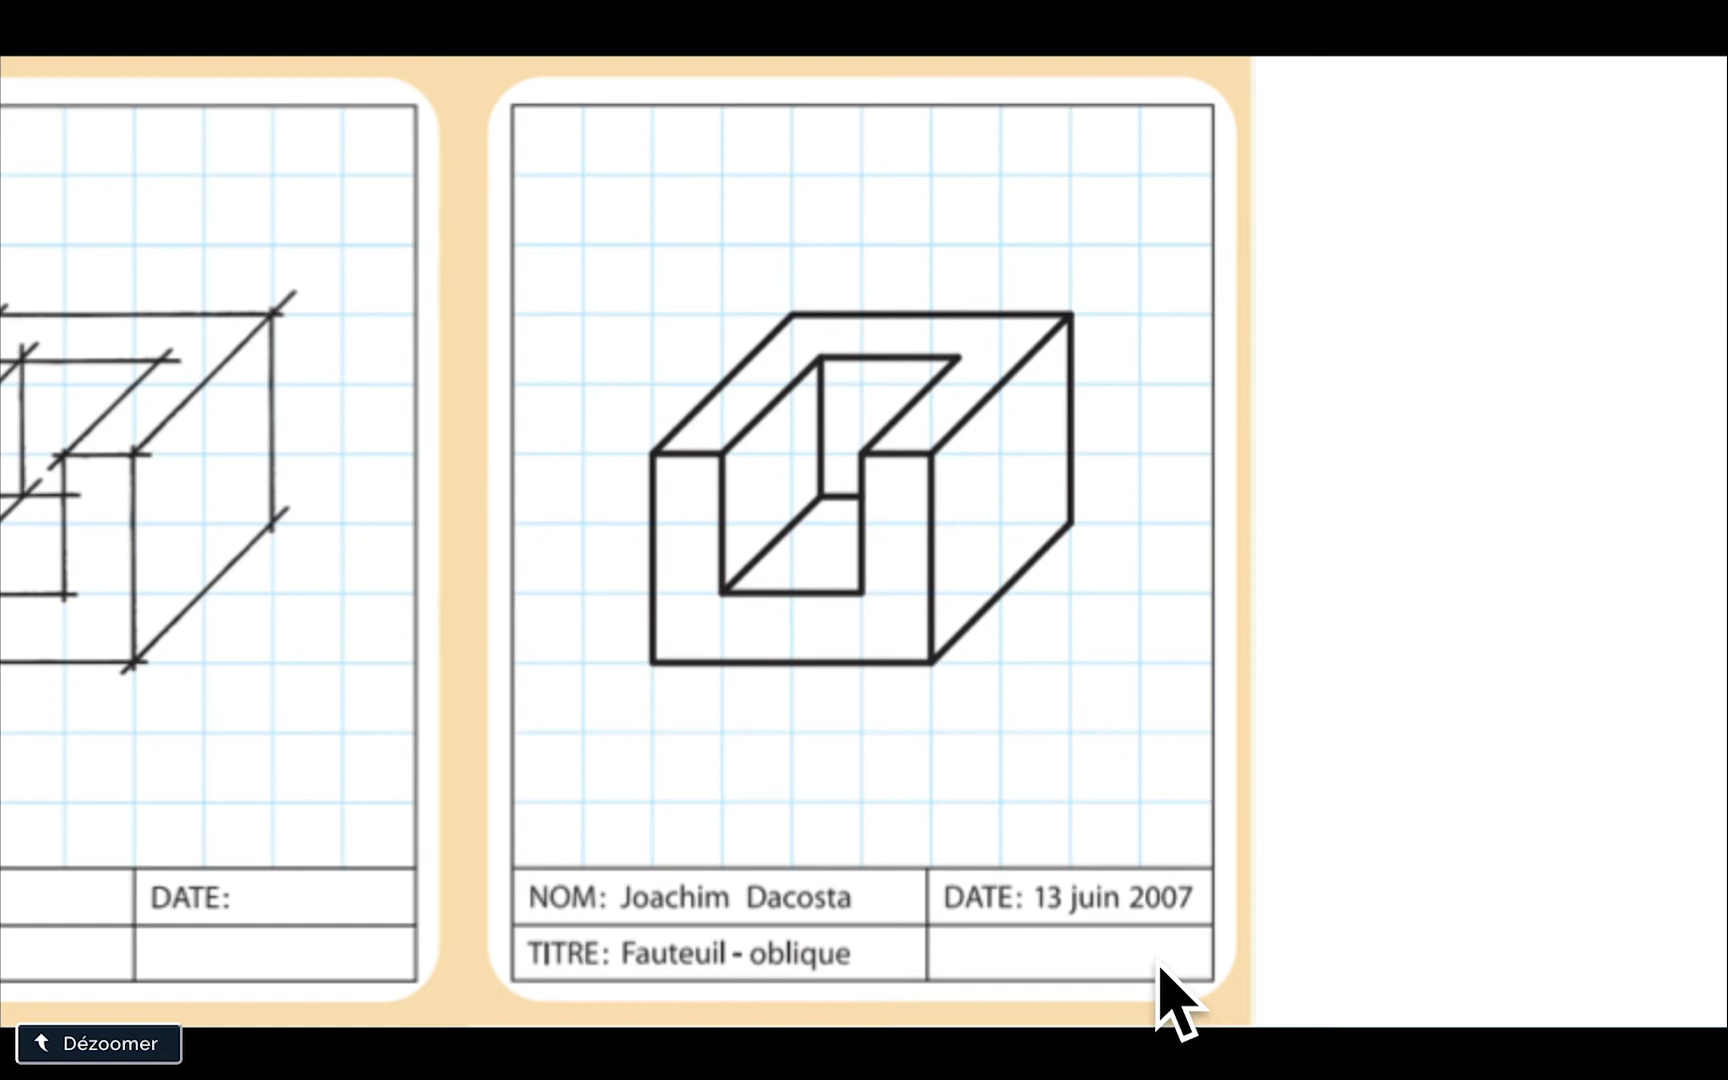 DATE:
NOM: Joachim Dacosta
DATE: 13 juin 2007
TITRE: Fauteuil - oblique
Dézoomer